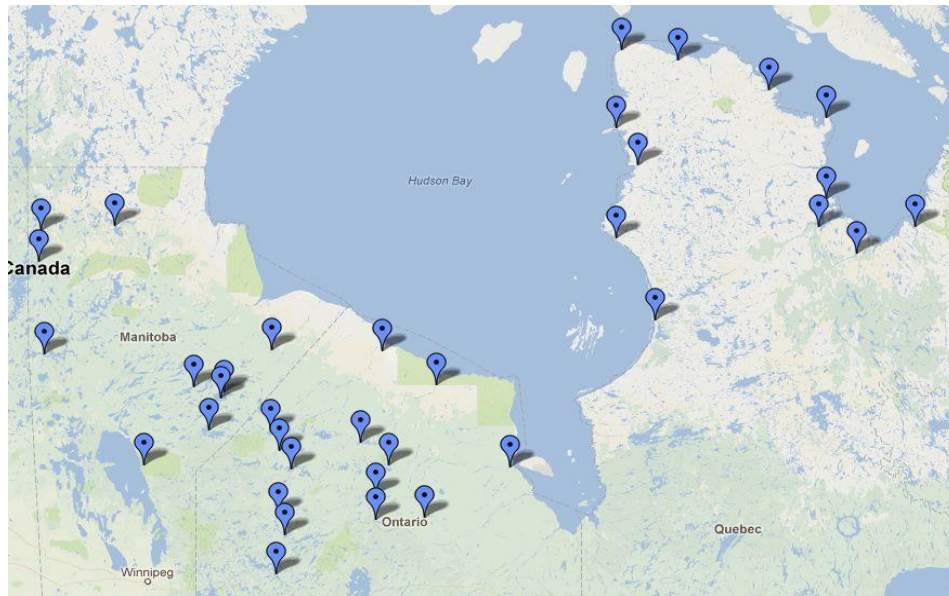 Hudson Bay
Canada
Manitoba
Ontario
Quebec
Winnipeg